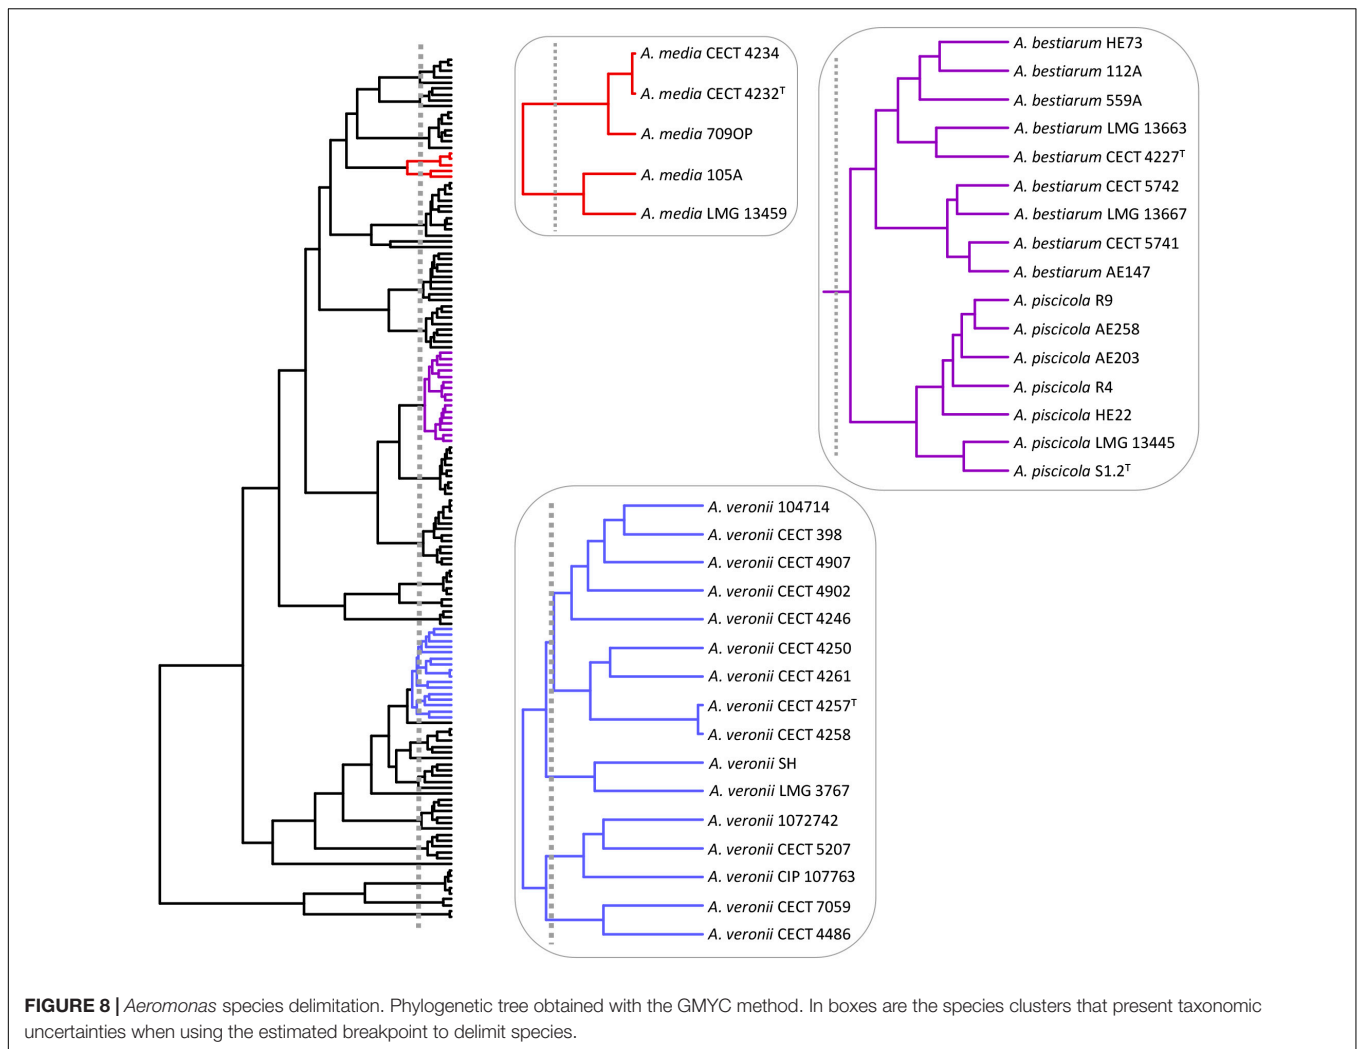 A. media CECT 4234
A. media CECT 4232ᵀ
A. media 709OP
A. media 105A
A. media LMG 13459
A. bestiarum HE73
A. bestiarum 112A
A. bestiarum 559A
A. bestiarum LMG 13663
A. bestiarum CECT 4227ᵀ
A. bestiarum CECT 5742
A. bestiarum LMG 13667
A. bestiarum CECT 5741
A. bestiarum AE147
A. piscicola R9
A. piscicola AE258
A. piscicola AE203
A. piscicola R4
A. piscicola HE22
A. piscicola LMG 13445
A. piscicola S1.2ᵀ
A. veronii 104714
A. veronii CECT 398
A. veronii CECT 4907
A. veronii CECT 4902
A. veronii CECT 4246
A. veronii CECT 4250
A. veronii CECT 4261
A. veronii CECT 4257ᵀ
A. veronii CECT 4258
A. veronii SH
A. veronii LMG 3767
A. veronii 1072742
A. veronii CECT 5207
A. veronii CIP 107763
A. veronii CECT 7059
A. veronii CECT 4486
FIGURE 8 | Aeromonas species delimitation. Phylogenetic tree obtained with the GMYC method. In boxes are the species clusters that present taxonomic
uncertainties when using the estimated breakpoint to delimit species.